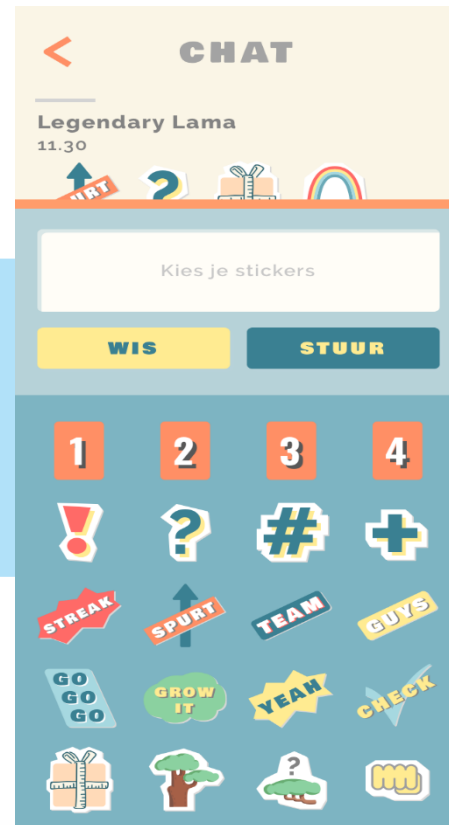 <
CHAT
Legendary Lama
11.30
URT ?
Kies je stickers
WIS STUUR
1 2 3 4
! ? # +
STREAK SPURT TEAM GUYS
GO
GO
GO
GROW
IT
YEAH
CHECK
?